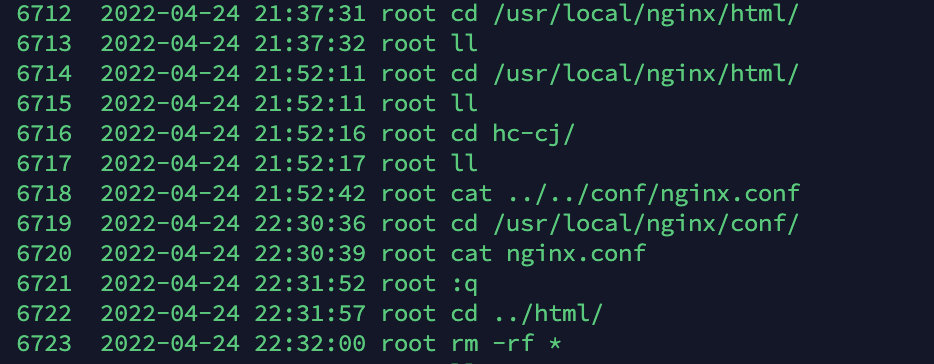 6712 2022-04-24 21:37:31 root cd /usr/local/nginx/html/
6713 2022-04-24 21:37:32 root ll
6714 2022-04-24 21:52:11 root cd /usr/local/nginx/html/
6715 2022-04-24 21:52:11 root ll
6716 2022-04-24 21:52:16 root cd hc-cj/
6717 2022-04-24 21:52:17 root ll
6718 2022-04-24 21:52:42 root cat ../../conf/nginx.conf
6719 2022-04-24 22:30:36 root cd /usr/local/nginx/conf/
6720 2022-04-24 22:30:39 root cat nginx.conf
6721 2022-04-24 22:31:52 root :q
6722 2022-04-24 22:31:57 root cd ../html/
6723 2022-04-24 22:32:00 root rm -rf *